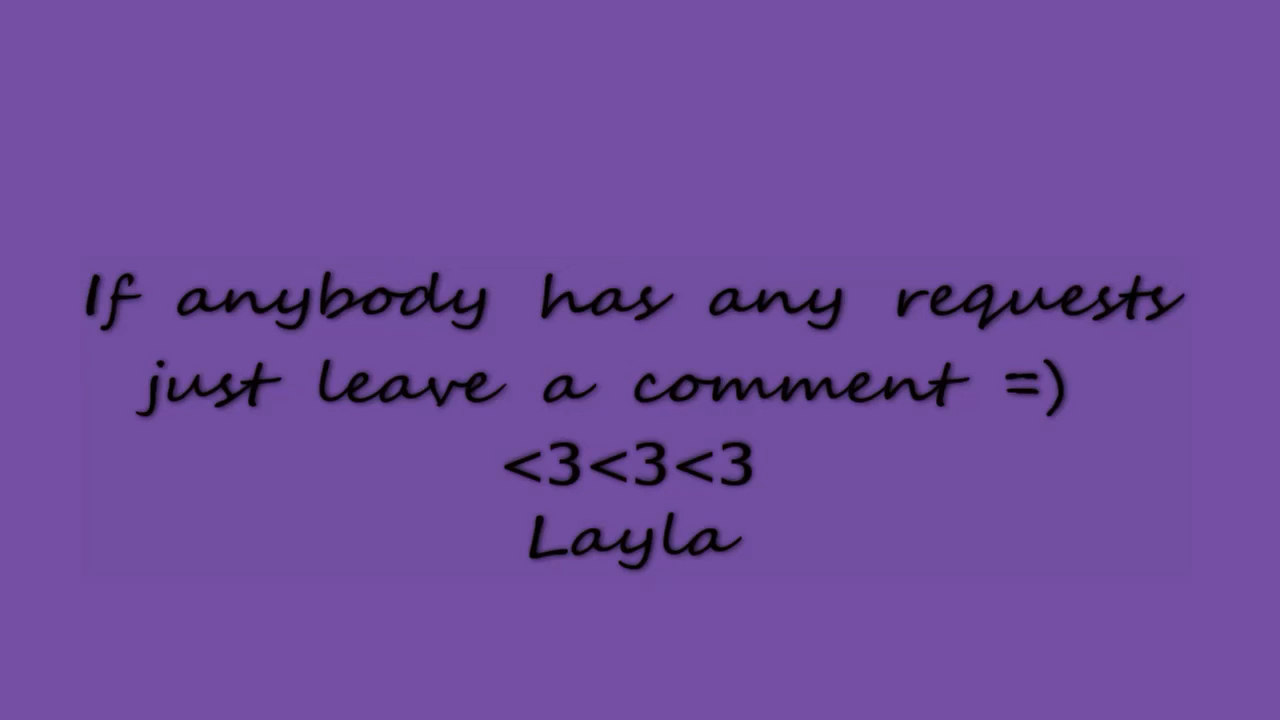 If anybody has any requests
just leave a comment =)
<3<3<3
Layla